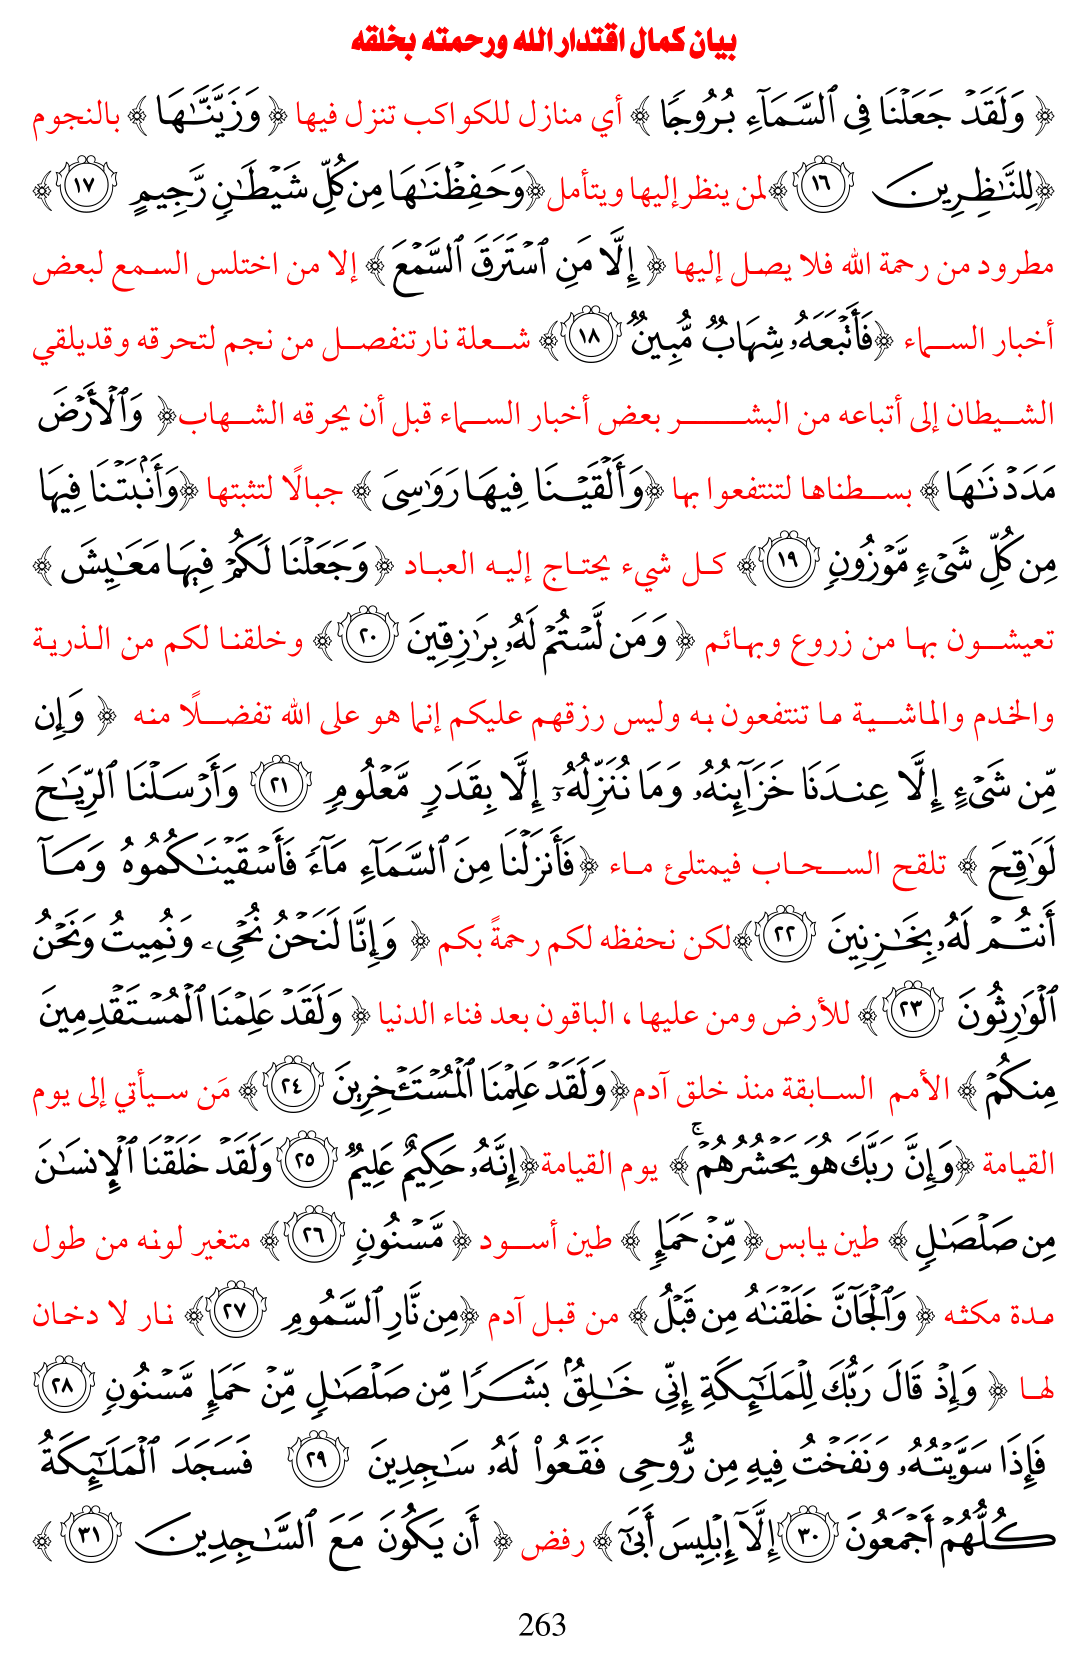 بيان كمال اقتدار الله ورحمته بخلقه
﴿ وَلَقَدْ جَعَلْنَا فِى ٱلسَّمَآءِ بُرُوجًا ﴾ أي منازل للكواكب تنزل فيها ﴿ وَزَيَّنَّٰهَا ﴾ بالنجوم
﴿لِلنَّٰظِرِينَ ١٦﴾لمن ينظر إليها ويتأمل﴿وَحَفِظْنَٰهَا مِن كُلِّ شَيْطَٰنٍ رَّجِيمٍ ١٧﴾
مطرود من رحمة الله فلا يصل إليها ﴿ إِلَّا مَنِ ٱسْتَرَقَ ٱلسَّمْعَ ﴾ إلا من اختلس السمع لبعض
أخبار السماء ﴿فَأَتْبَعَهُۥ شِهَابٌ مُّبِينٌ ١٨﴾ شعلة نار تنفصل من نجم لتحرقه وقد يلقي
الشيطان إلى أتباعه من البشر بعض أخبار السماء قبل أن يحرقه الشهاب﴿ وَٱلْأَرْضَ
مَدَدْنَٰهَا ﴾ بسطناها لتنتفعوا بها ﴿وَأَلْقَيْنَا فِيهَا رَوَٰسِىَ ﴾ جبالًا لتثبتها ﴿وَأَنۢبَتْنَا فِيهَا
مِن كُلِّ شَىْءٍ مَّوْزُونٍ ١٩﴾ كل شيء يحتاج إليه العباد ﴿وَجَعَلْنَا لَكُمْ فِيهَا مَعَٰيِشَ ﴾
تعيشون بها من زروع وبهائم ﴿ وَمَن لَّسْتُمْ لَهُۥ بِرَٰزِقِينَ ٢٠﴾ وخلقنا لكم من الذرية
والخدم والماشية ما تنتفعون به وليس رزقهم عليكم إنما هو على الله تفضلًا منه ﴿ وَإِن
مِّن شَىْءٍ إِلَّا عِندَنَا خَزَآئِنُهُۥ وَمَا نُنَزِّلُهُۥٓ إِلَّا بِقَدَرٍ مَّعْلُومٍ ٢١ وَأَرْسَلْنَا ٱلرِّيَٰحَ
لَوَٰقِحَ ﴾ تلقح السحاب فيمتلئ ماء ﴿فَأَنزَلْنَا مِنَ ٱلسَّمَآءِ مَآءً فَأَسْقَيْنَٰكُمُوهُ وَمَآ
أَنتُمْ لَهُۥ بِخَٰزِنِينَ ٢٢﴾لكن نحفظه لكم رحمةً بكم ﴿ وَإِنَّا لَنَحْنُ نُحْىِۦ وَنُمِيتُ وَنَحْنُ
ٱلْوَٰرِثُونَ ٢٣﴾ للأرض ومن عليها ، الباقون بعد فناء الدنيا ﴿ وَلَقَدْ عَلِمْنَا ٱلْمُسْتَقْدِمِينَ
مِنكُمْ ﴾ الأمم السابقة منذ خلق آدم﴿وَلَقَدْ عَلِمْنَا ٱلْمُسْتَـْٔخِرِينَ ٢٤﴾ مَن سيأتي إلى يوم
القيامة ﴿وَإِنَّ رَبَّكَ هُوَ يَحْشُرُهُمْ ۚ﴾ يوم القيامة﴿إِنَّهُۥ حَكِيمٌ عَلِيمٌ ٢٥ وَلَقَدْ خَلَقْنَا ٱلْإِنسَٰنَ
مِن صَلْصَٰلٍ ﴾ طين يابس﴿ مِّنْ حَمَإٍ ﴾ طين أسود ﴿ مَّسْنُونٍ ٢٦﴾ متغير لونه من طول
مدة مكثه ﴿ وَٱلْجَآنَّ خَلَقْنَٰهُ مِن قَبْلُ﴾ من قبل آدم ﴿مِن نَّارِ ٱلسَّمُومِ ٢٧﴾ نار لا دخان
لها ﴿ وَإِذْ قَالَ رَبُّكَ لِلْمَلَٰٓئِكَةِ إِنِّى خَٰلِقٌۢ بَشَرًا مِّن صَلْصَٰلٍ مِّنْ حَمَإٍ مَّسْنُونٍ ٢٨
فَإِذَا سَوَّيْتُهُۥ وَنَفَخْتُ فِيهِ مِن رُّوحِى فَقَعُوا۟ لَهُۥ سَٰجِدِينَ ٢٩ فَسَجَدَ ٱلْمَلَٰٓئِكَةُ
كُلُّهُمْ أَجْمَعُونَ ٣٠ إِلَّآ إِبْلِيسَ أَبَىٰٓ ﴾ رفض ﴿ أَن يَكُونَ مَعَ ٱلسَّٰجِدِينَ ٣١ ﴾
263